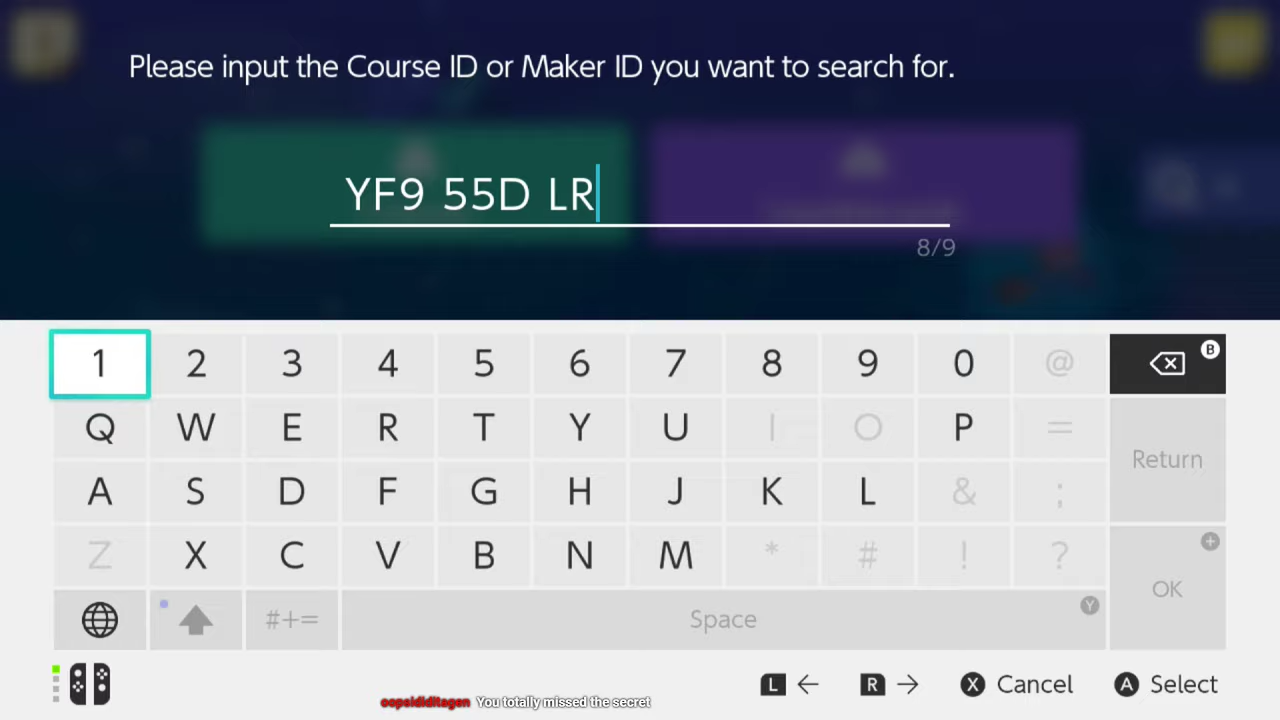 Please input the Course ID or Maker ID you want to search for.
YF9 55D LR
8/9
1 2 3 4 5 6 7 8 9 0 @ B
Q W E R T Y U I O P =
Return
A S D F G H J K L & ;
Z X C V B N M * # ! ? +
OK
#+= Space Y
L ← R → X Cancel A Select
oopsididitagen You totally missed the secret